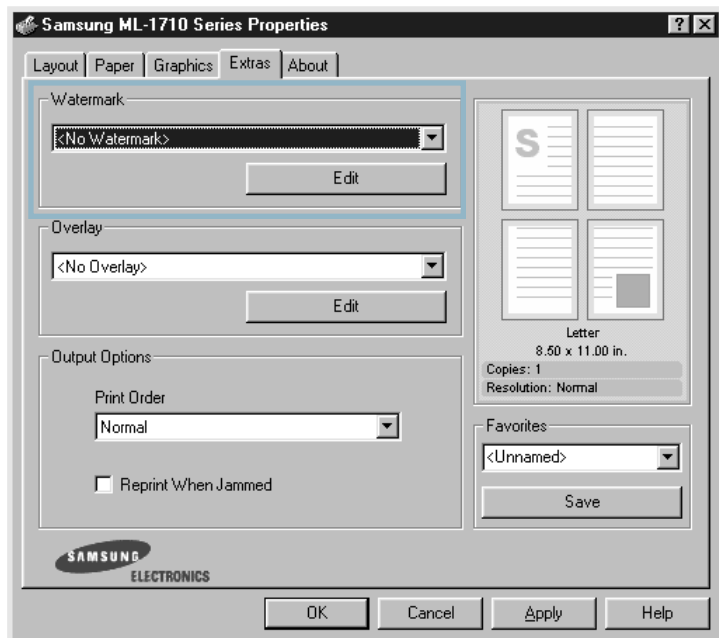 Samsung ML-1710 Series Properties
Layout Paper Graphics Extras About
Watermark
<No Watermark>
Edit
Overlay
<No Overlay>
Edit
Output Options
Print Order
Normal
Reprint When Jammed
SAMSUNG
ELECTRONICS
S
Letter
8.50 x 11.00 in.
Copies: 1
Resolution: Normal
Favorites
<Unnamed>
Save
OK Cancel Apply Help